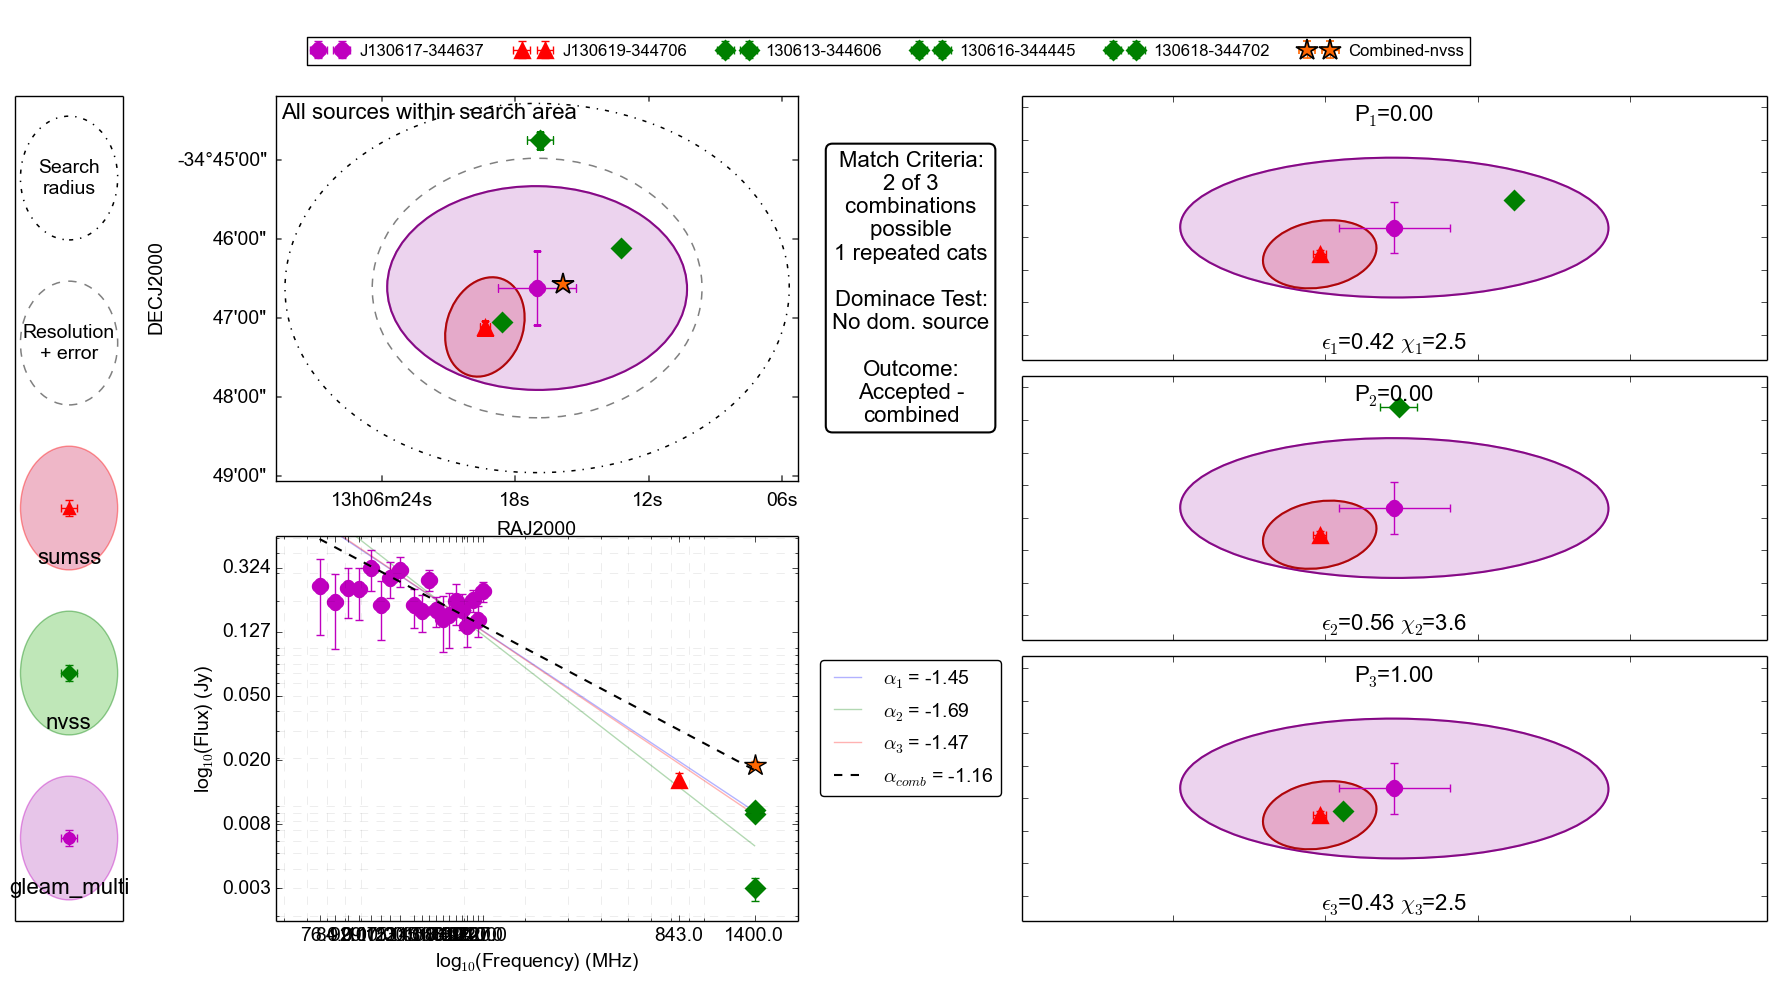 J130617-344637 J130619-344706 130613-344606 130616-344445 130618-344702 Combined-nvss
Search
radius
Resolution
+ error
sumss
nvss
gleam_multi
All sources within search area
DECJ2000
-34°45'00"
46'00"
47'00"
48'00"
49'00"
13h06m24s 18s 12s 06s
RAJ2000
Match Criteria:
2 of 3
combinations
possible
1 repeated cats
Dominace Test:
No dom. source
Outcome:
Accepted -
combined
log10(Flux) (Jy)
0.324
0.127
0.050
0.020
0.008
0.003
843.0 1400.0
log10(Frequency) (MHz)
α1 = -1.45
α2 = -1.69
α3 = -1.47
αcomb = -1.16
P1=0.00
ϵ1=0.42 χ1=2.5
P2=0.00
ϵ2=0.56 χ2=3.6
P3=1.00
ϵ3=0.43 χ3=2.5